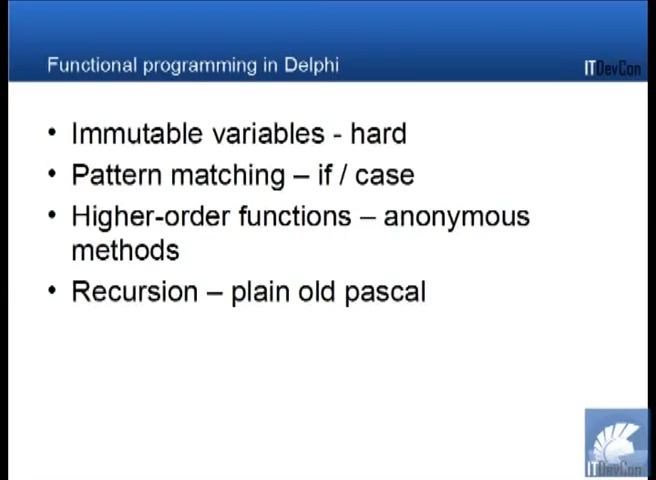 Functional programming in Delphi
ITDevCon
• Immutable variables - hard
• Pattern matching – if / case
• Higher-order functions – anonymous
methods
• Recursion – plain old pascal
ITDevCon